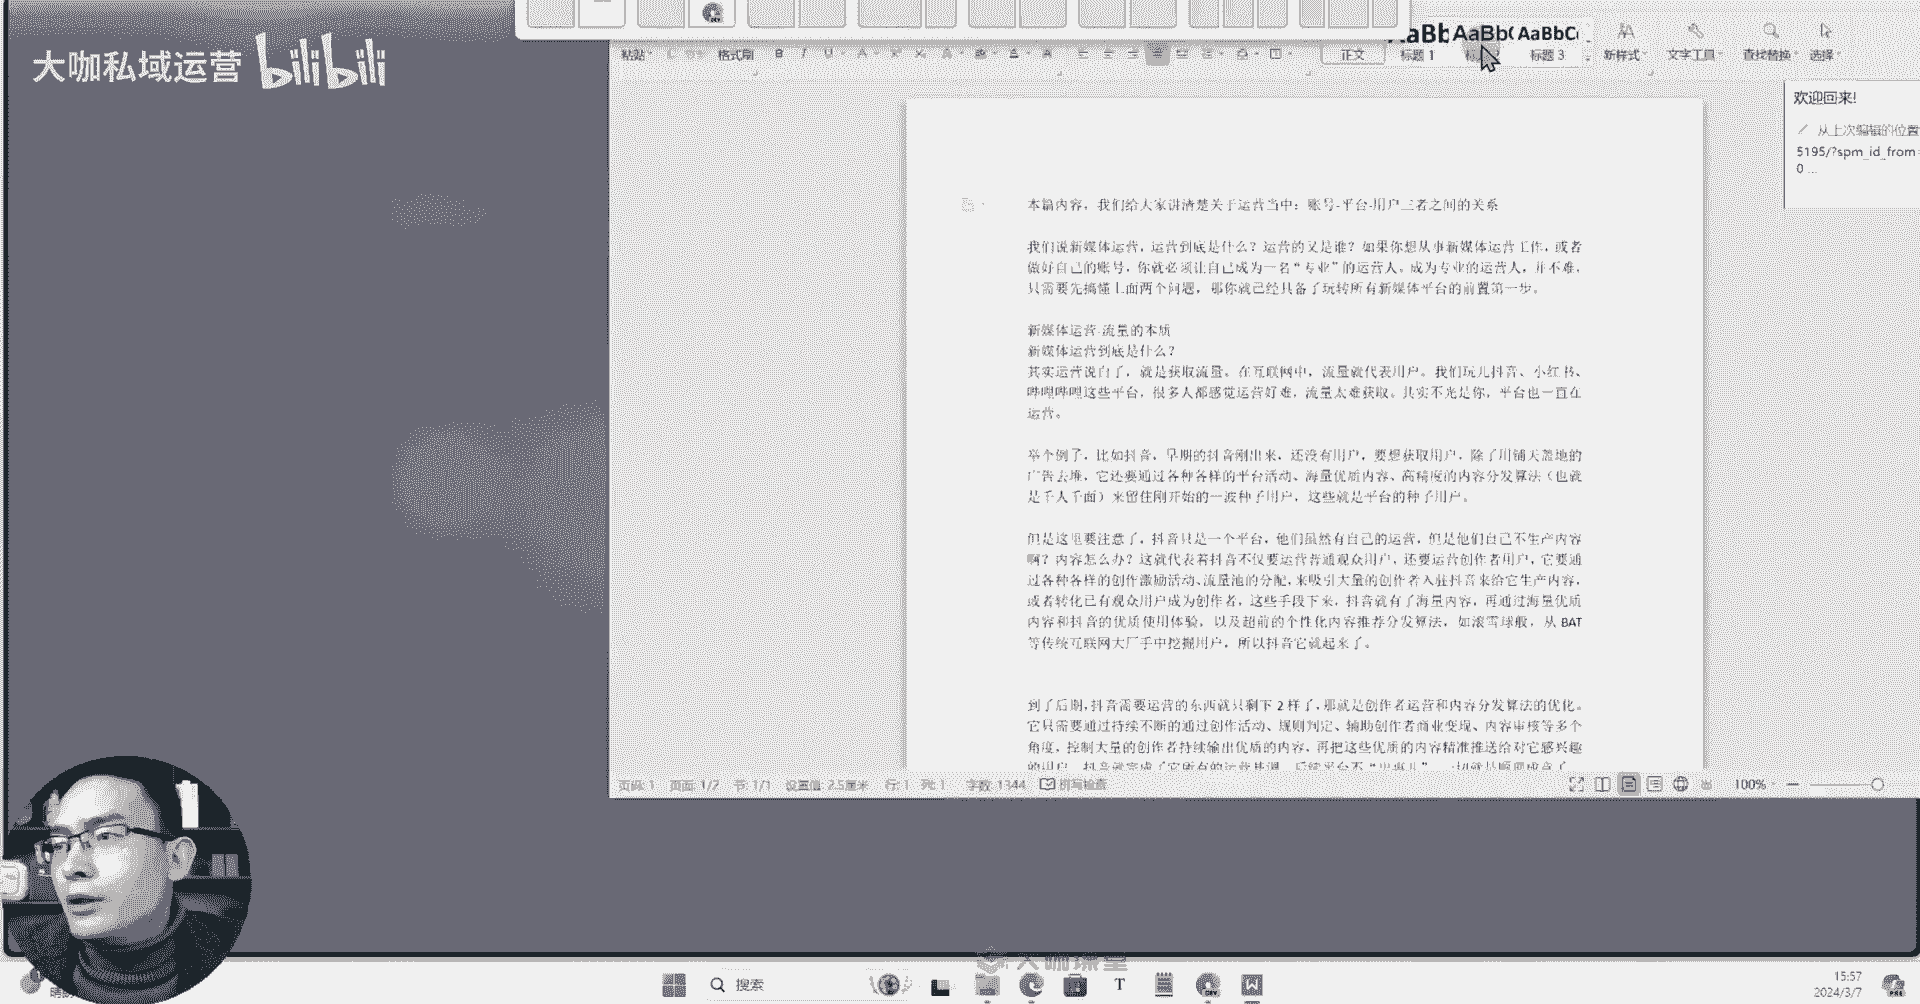 大咖私域运营 bilibili
粘贴 格式刷 B I U A
AaBb AaBb( AaBbC
正文 标题 1 标题 3 新样式 文字工具 查找替换 选择
欢迎回来!
从上次编辑的位置
5195/?spm_id_from=
0 ...
本篇内容，我们给大家讲清楚关于运营当中：账号-平台-用户三者之间的关系
我们说新媒体运营，运营到底是什么？运营的又是谁？如果你想从事新媒体运营工作，或者
做好自己的账号，你就必须让自己成为一名“专业”的运营人。成为专业的运营人，并不难，
只需要先搞懂上面两个问题，那你就已经具备了玩转所有新媒体平台的前置第一步。
新媒体运营-流量的本质
新媒体运营到底是什么？
其实运营说白了，就是获取流量。在互联网中，流量就代表用户。我们玩儿抖音、小红书、
哔哩哔哩这些平台，很多人都感觉运营好难，流量太难获取。其实不光是你，平台也一直在
运营。
举个例子，比如抖音，早期的抖音刚出来，还没有用户，要想获取用户，除了用铺天盖地的
广告去堆，它还要通过各种各样的平台活动、海量优质内容、高精度的内容分发算法（也就
是千人千面）来留住刚开始的一波种子用户，这些就是平台的种子用户。
但是这里要注意了，抖音只是一个平台，他们虽然有自己的运营，但是他们自己不生产内容
啊？内容怎么办？这就代表着抖音不仅要运营普通观众用户，还要运营创作者用户，它要通
过各种各样的创作激励活动、流量池的分配，来吸引大量的创作者入驻抖音来给它生产内容，
或者转化已有观众用户成为创作者，这些手段下来，抖音就有了海量内容，再通过海量优质
内容和抖音的优质使用体验，以及超前的个性化内容推荐分发算法，如滚雪球般，从 BAT
等传统互联网大厂手中挖掘用户，所以抖音它就起来了。
到了后期，抖音需要运营的东西就只剩下 2 样了，那就是创作者运营和内容分发算法的优化。
它只需要通过持续不断的通过创作活动、规则判定、辅助创作者商业变现、内容审核等多个
角度，控制大量的创作者持续输出优质的内容，再把这些优质的内容精准推送给对它感兴趣
的用户，抖音就完成了它所有的运营基调，后续平台不“出事儿”，一切就是顺理成章了
页码: 1 页面: 1/2 节: 1/1 设置值: 2.5厘米 行: 1 列: 1 字数: 1344 拼写检查 100%
大咖课堂
搜索
15:57
2024/3/7